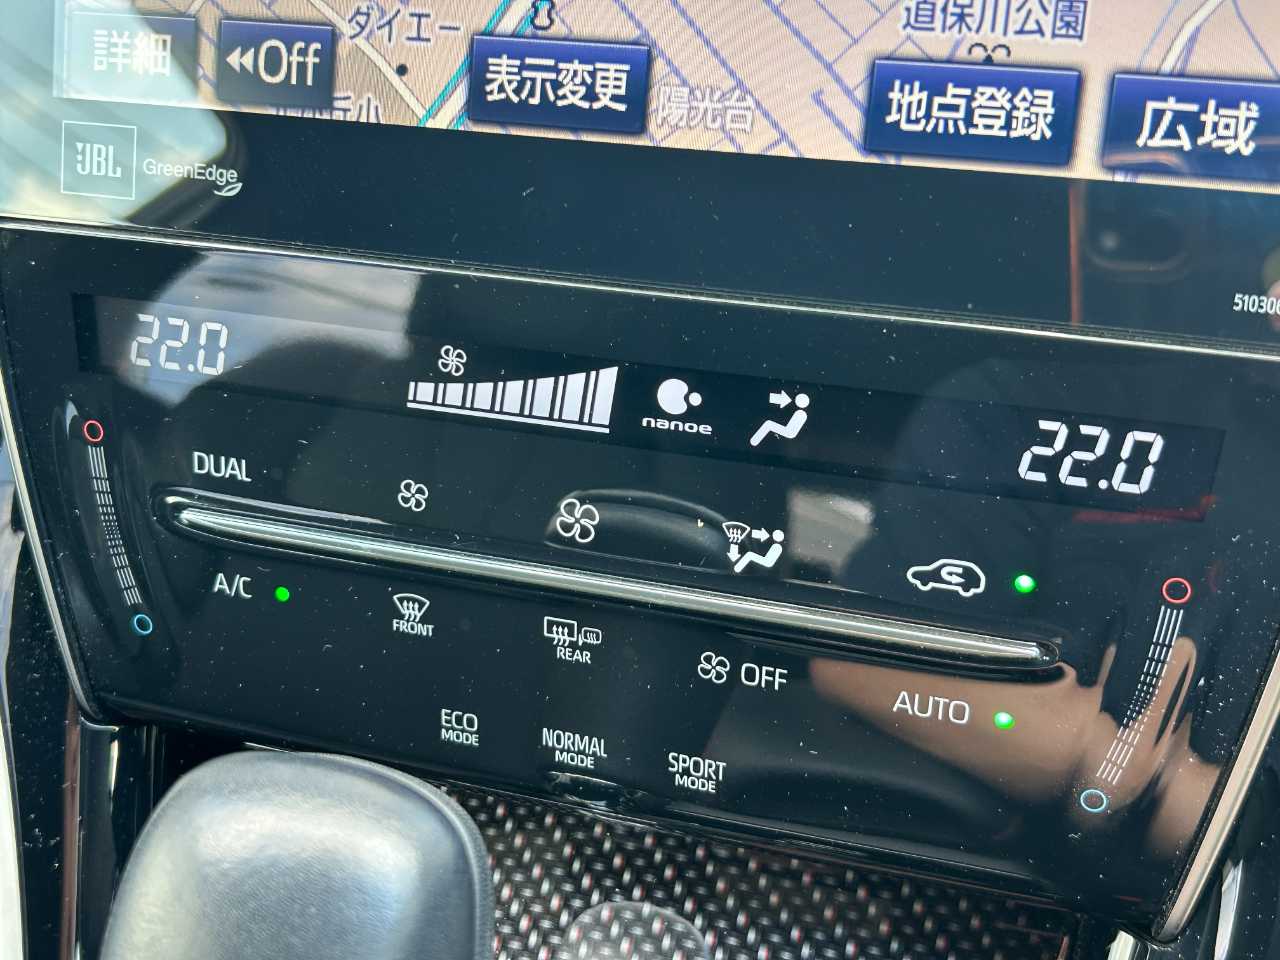 ダイエー
道保川公園
詳細
Off
表示変更
陽光台
地点登録
広域
JBL
GreenEdge
510306
22.0
nanoe
22.0
DUAL
A/C
FRONT
REAR
OFF
AUTO
ECO
MODE
NORMAL
MODE
SPORT
MODE